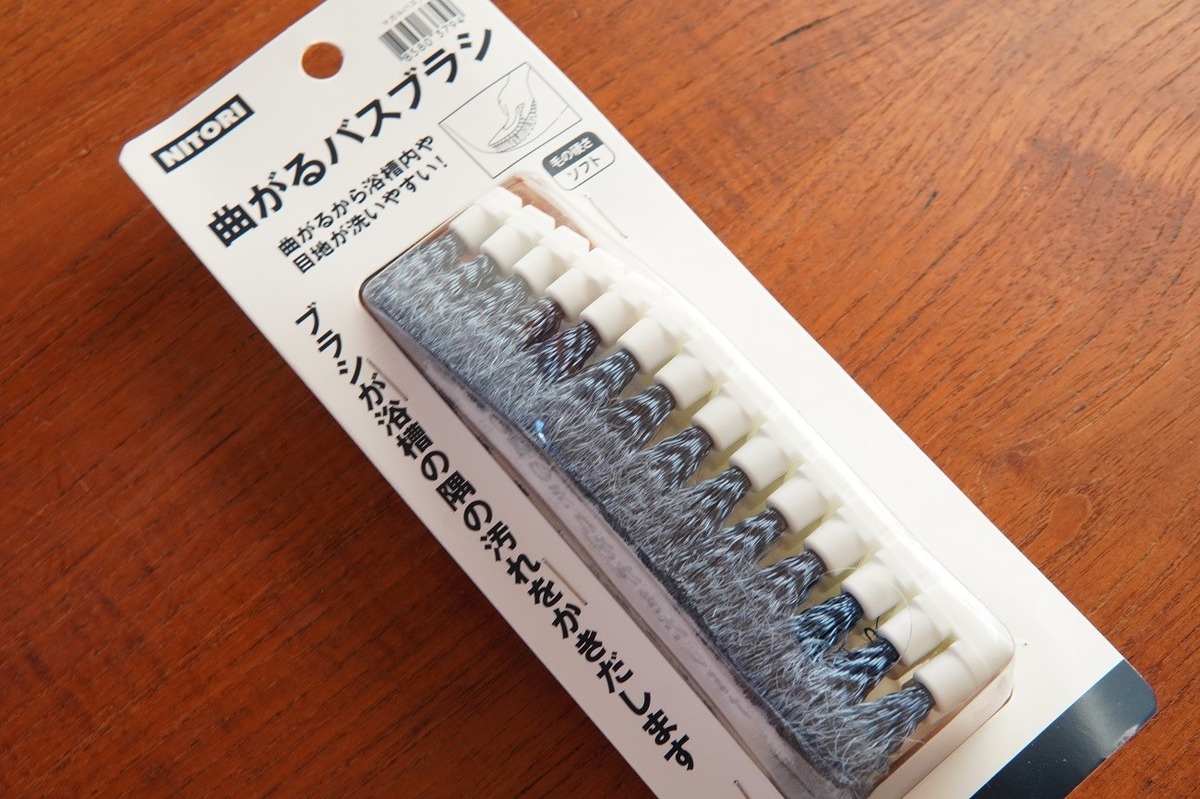 NITORI
8580 3794
曲がるバスブラシ
曲がるから浴槽内や
目地が洗いやすい!
毛の硬さ
ソフト
ブラシが浴槽の隅の汚れをかきだします